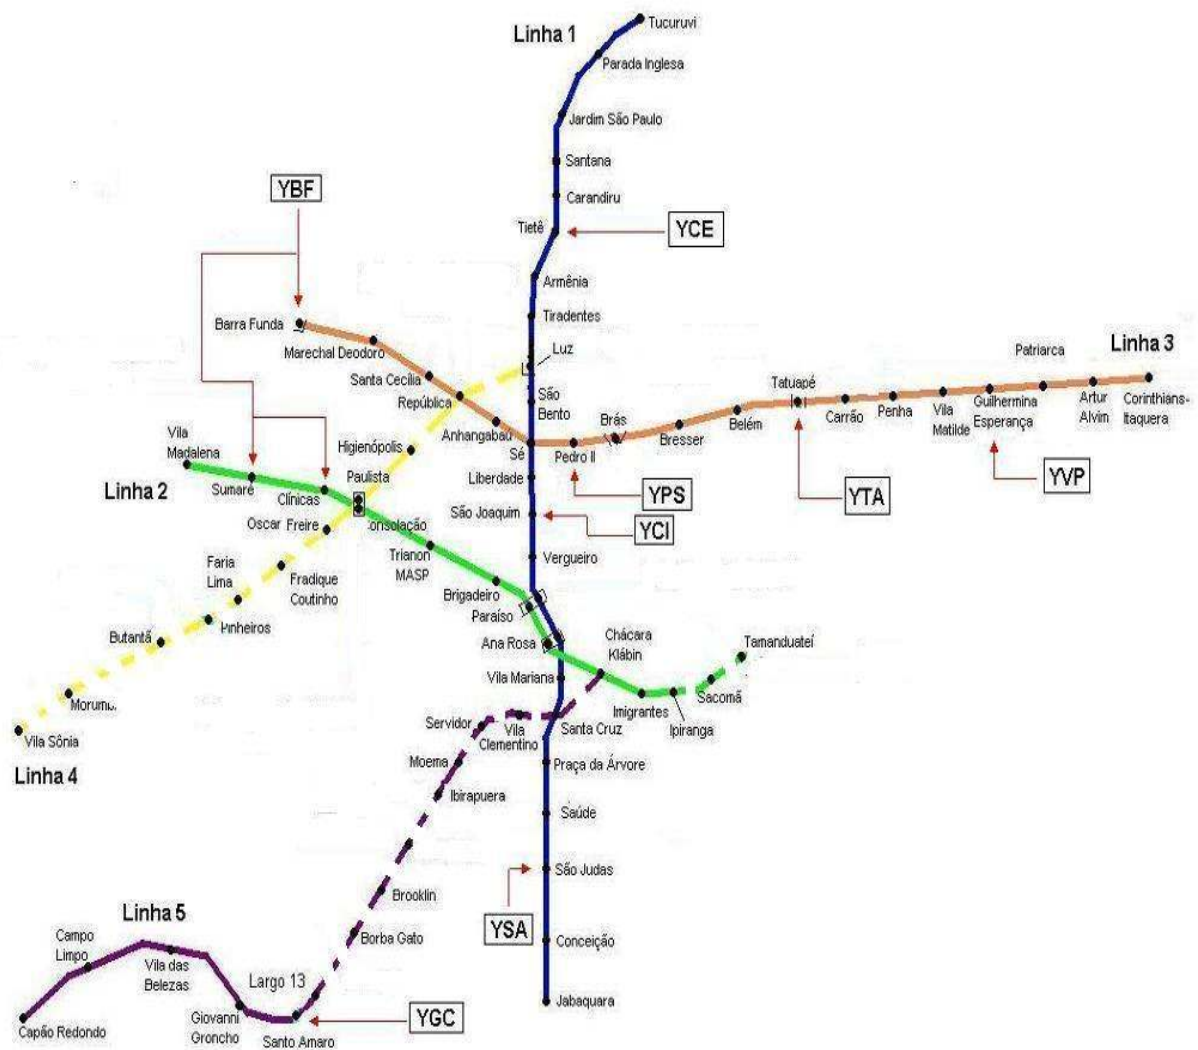 Linha 1
Tucuruvi
Parada Inglesa
Jardim São Paulo
Santana
Carandiru
YBF
Tietê
YCE
Armênia
Tiradentes
Barra Funda
Marechal Deodoro
Luz
Santa Cecília
República
São
Bento
Anhangabaú
Sé
Pedro II
Brás
Bresser
Belém
Tatuapé
Carrão
Penha
Vila
Matilde
Guilhermina
Esperança
Patriarca
Artur
Alvim
Corinthians-
Itaquera
Linha 3
YPS
YTA
YVP
Vila
Madalena
Linha 2
Sumaré
Clínicas
Higienópolis
Paulista
Oscar Freire
onsolação
Trianon
MASP
Brigadeiro
Paraíso
Ana Rosa
Liberdade
São Joaquim
YCI
Vergueiro
Faria
Lima
Fradique
Coutinho
Pinheiros
Butantã
Vila Sônia
Linha 4
Chácara
Klábin
Tamanduateí
Vila Mariana
Imigrantes
Sacomã
Ipiranga
Servidor
Vila
Clementino
Santa Cruz
Moema
Praça da Árvore
Ibirapuera
Saúde
São Judas
YSA
Brooklin
Linha 5
Borba Gato
Conceição
Campo
Limpo
Vila das
Belezas
Largo 13
Jabaquara
Capão Redondo
Giovanni
Groncho
Santo Amaro
YGC